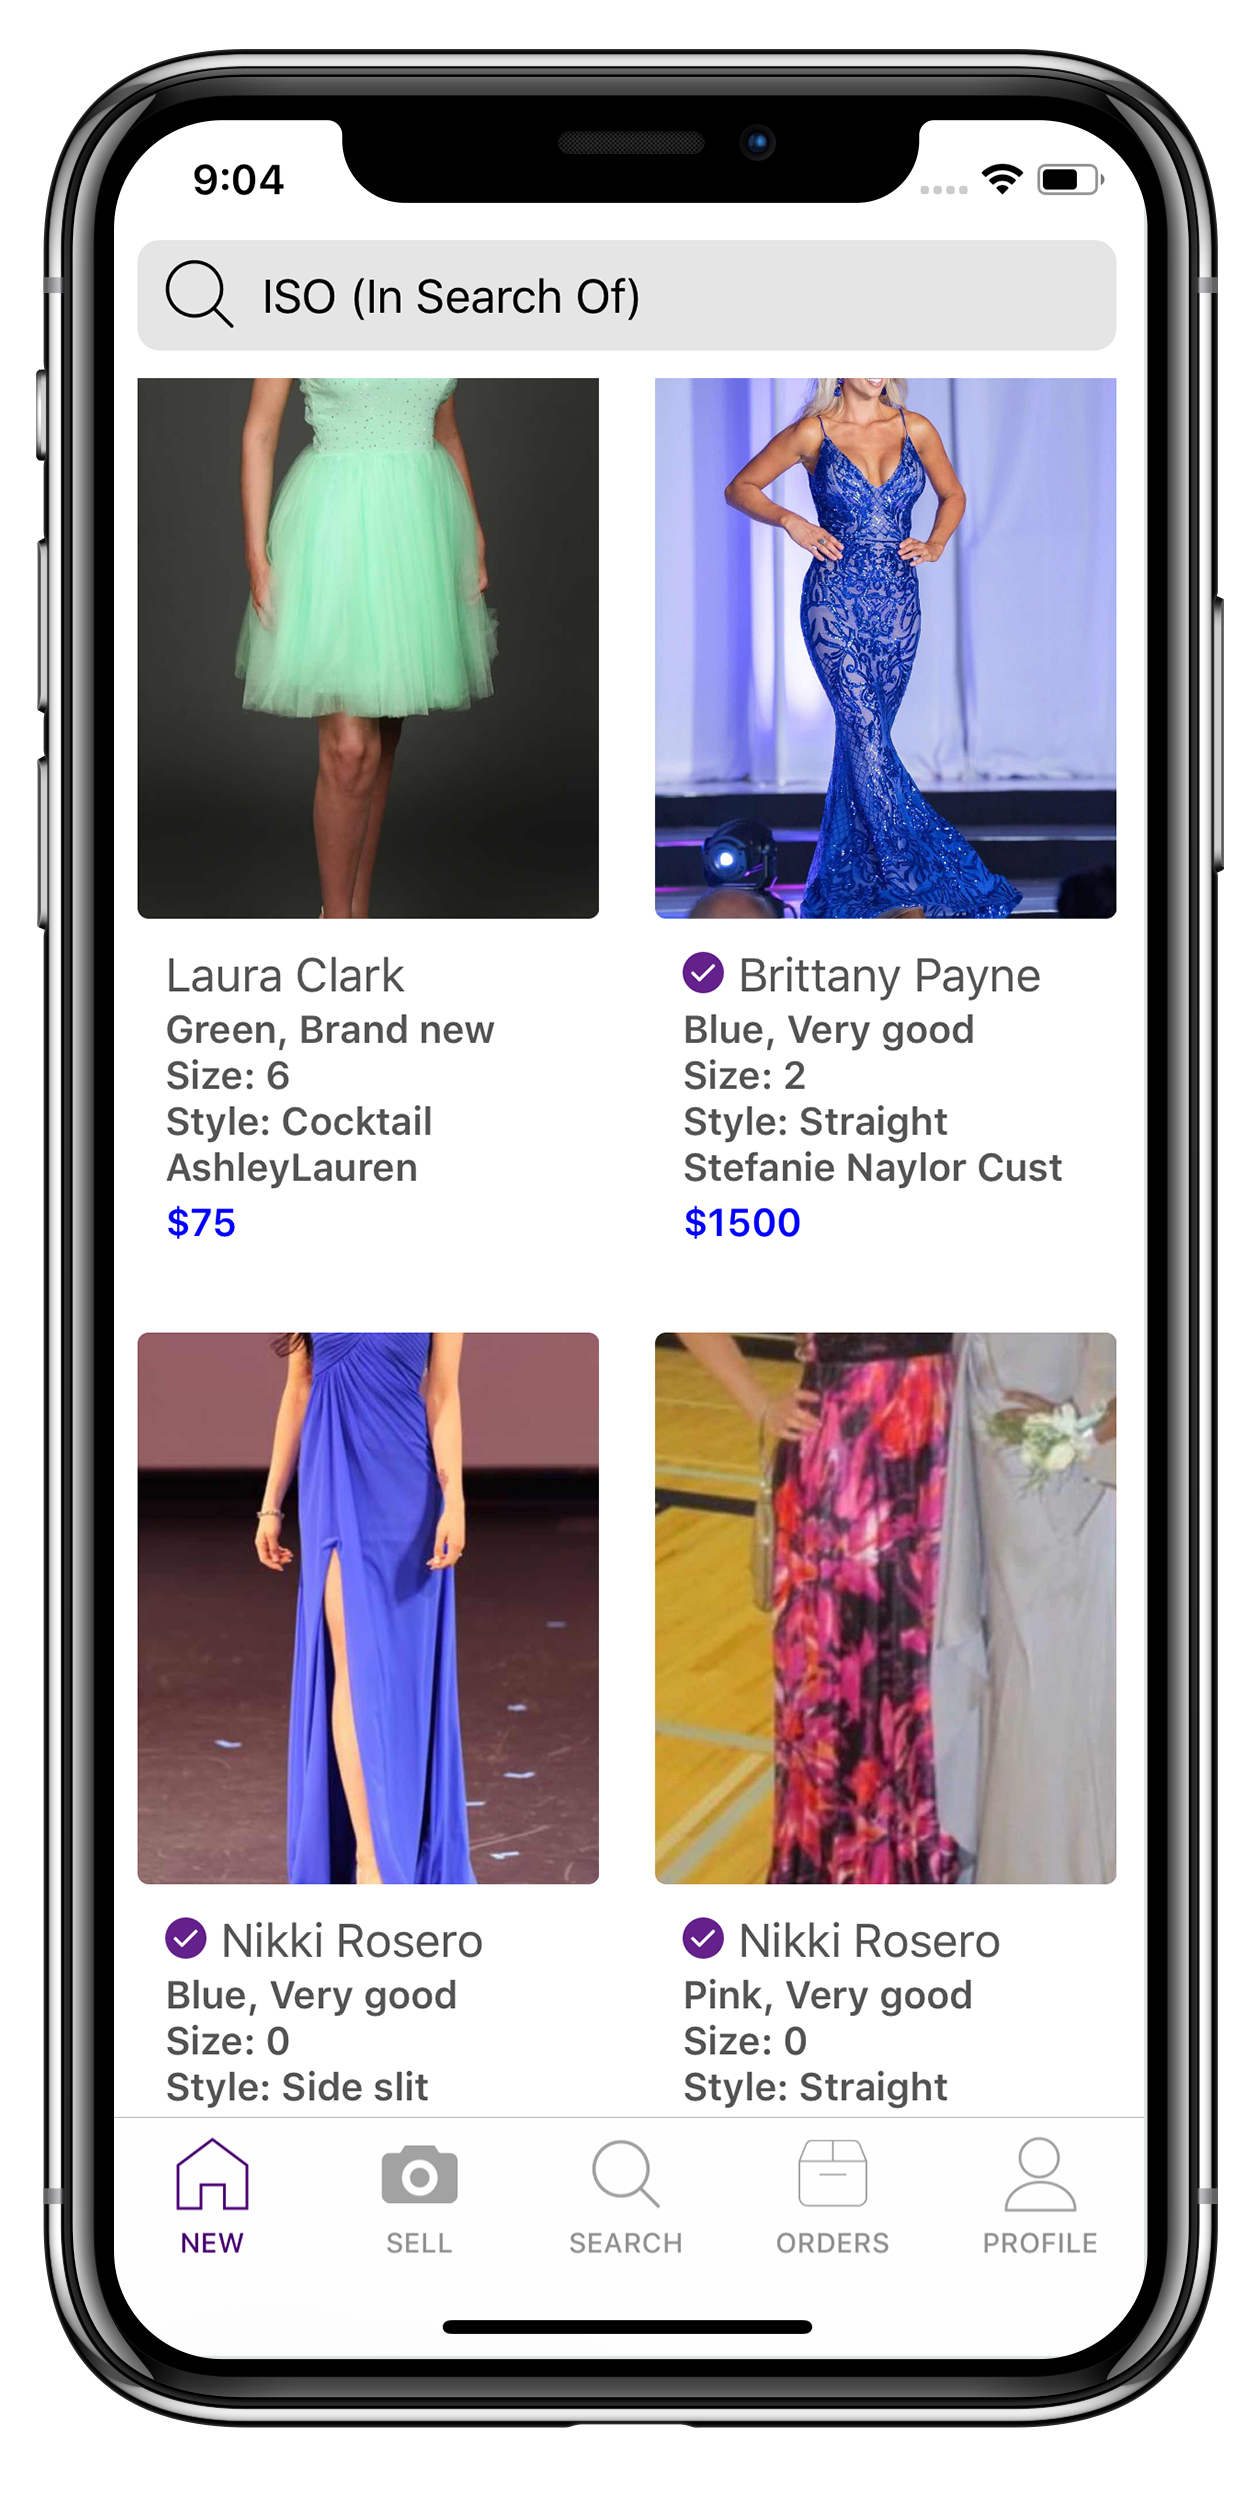 9:04
ISO (In Search Of)
Laura Clark
Green, Brand new
Size: 6
Style: Cocktail
AshleyLauren
$75
Brittany Payne
Blue, Very good
Size: 2
Style: Straight
Stefanie Naylor Cust
$1500
Nikki Rosero
Blue, Very good
Size: 0
Style: Side slit
Nikki Rosero
Pink, Very good
Size: 0
Style: Straight
NEW
SELL
SEARCH
ORDERS
PROFILE